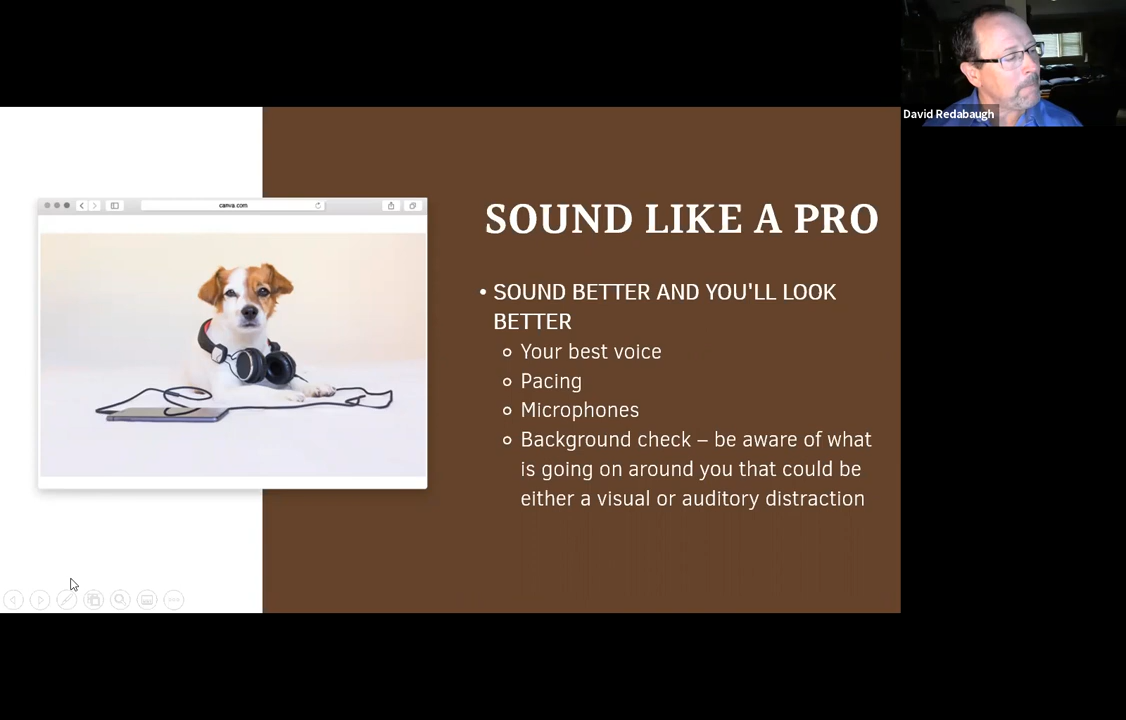 David Redabaugh
canva.com
SOUND LIKE A PRO
• SOUND BETTER AND YOU'LL LOOK
BETTER
Your best voice
Pacing
Microphones
Background check – be aware of what
is going on around you that could be
either a visual or auditory distraction